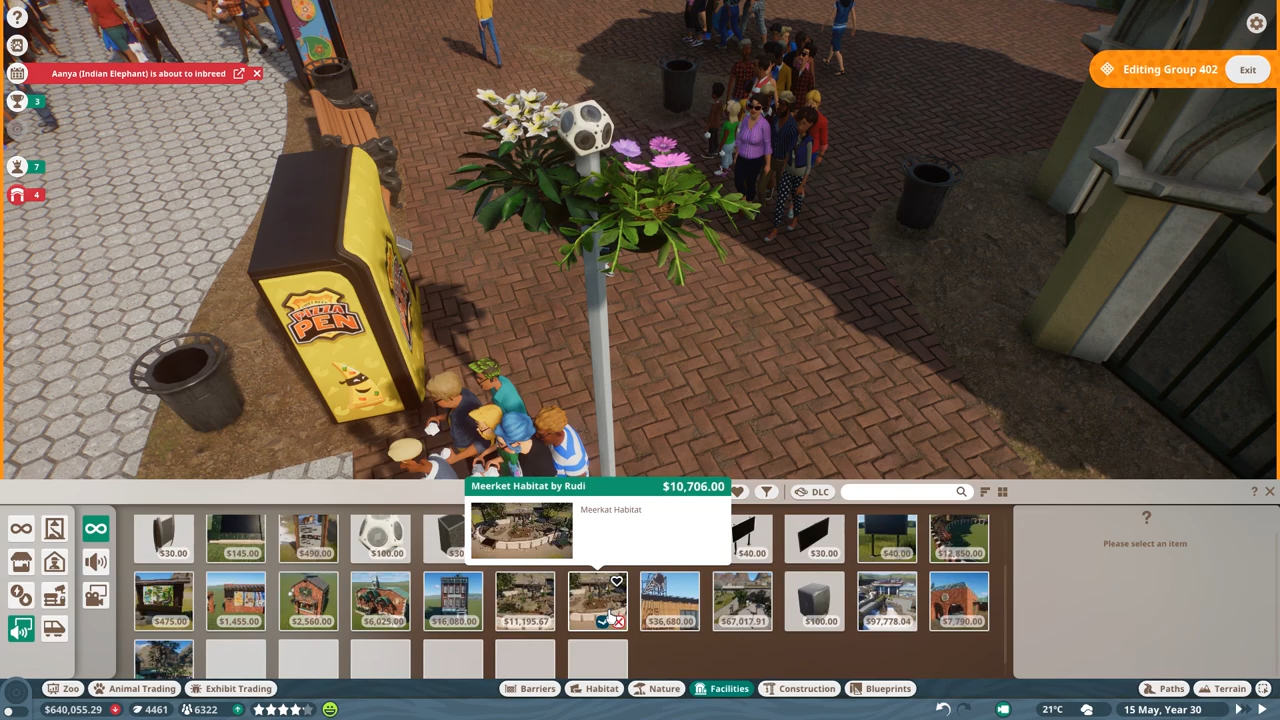 Aanya (Indian Elephant) is about to inbreed
3
7
4
Editing Group 402
Exit
PIZZA
PEN
Meerket Habitat by Rudi
$10,706.00
Meerkat Habitat
DLC
?
Please select an item
$30.00
$145.00
$490.00
$100.00
$30
$40.00
$30.00
$40.00
$12,850.00
$475.00
$1,455.00
$2,560.00
$6,025.00
$16,080.00
$11,195.67
$36,680.00
$67,017.91
$100.00
$97,778.04
$7,790.00
Zoo
Animal Trading
Exhibit Trading
Barriers
Habitat
Nature
Facilities
Construction
Blueprints
Paths
Terrain
$640,055.29
4461
6322
21°C
15 May, Year 30